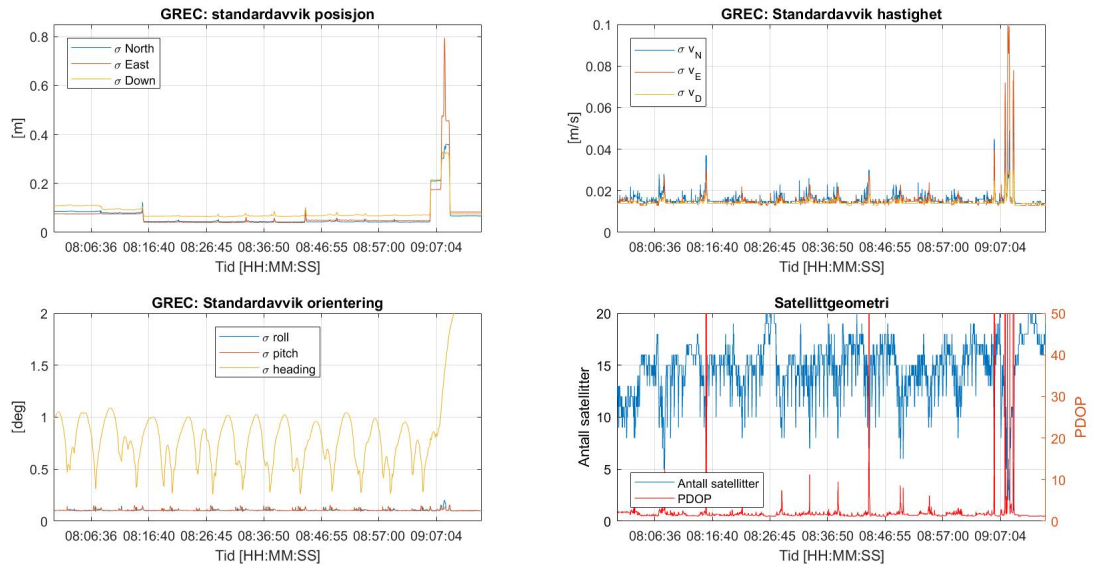 GREC: standardavvik posisjon
σ North
σ East
σ Down
[m]
0.8
0.6
0.4
0.2
0
08:06:36 08:16:40 08:26:45 08:36:50 08:46:55 08:57:00 09:07:04
Tid [HH:MM:SS]
GREC: Standardavvik hastighet
σ v_N
σ v_E
σ v_D
[m/s]
0.1
0.08
0.06
0.04
0.02
0
08:06:36 08:16:40 08:26:45 08:36:50 08:46:55 08:57:00 09:07:04
Tid [HH:MM:SS]
GREC: Standardavvik orientering
σ roll
σ pitch
σ heading
[deg]
2
1.5
1
0.5
0
08:06:36 08:16:40 08:26:45 08:36:50 08:46:55 08:57:00 09:07:04
Tid [HH:MM:SS]
Satellittgeometri
Antall satellitter
20
15
10
5
0
Antall satellitter
PDOP
50
40
30
20
10
0
PDOP
08:06:36 08:16:40 08:26:45 08:36:50 08:46:55 08:57:00 09:07:04
Tid [HH:MM:SS]